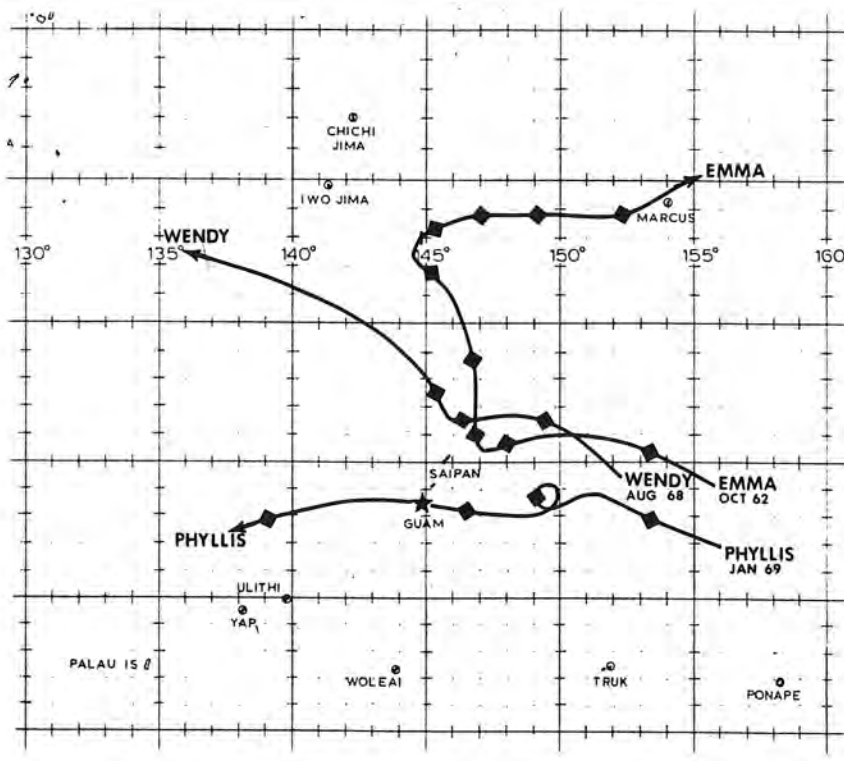 CHICHI
JIMA
EMMA
IWO JIMA
MARCUS
WENDY
130° 135° 140° 145° 150° 155° 160
SAIPAN
WENDY
AUG 68
EMMA
OCT 62
GUAM
PHYLLIS
PHYLLIS
JAN 69
ULITHI
YAP
PALAU IS
WOLEAI
TRUK
PONAPE